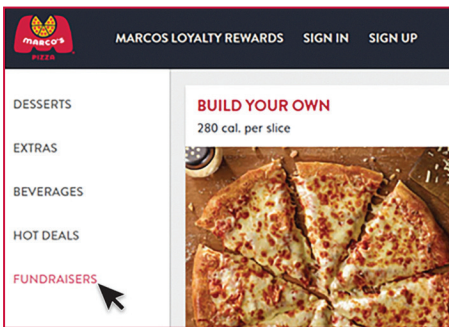 MARCO'S
PIZZA
MARCOS LOYALTY REWARDS SIGN IN SIGN UP
DESSERTS
EXTRAS
BEVERAGES
HOT DEALS
FUNDRAISERS
BUILD YOUR OWN
280 cal. per slice